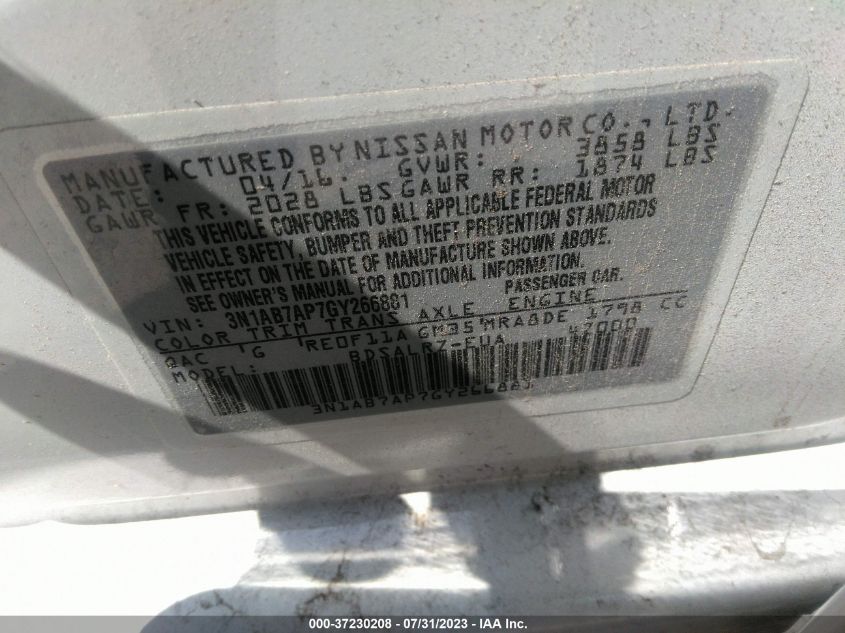 MANUFACTURED BY NISSAN MOTOR CO., LTD.
DATE: 04/16. GVWR: 3858 LBS
GAWR FR: 2028 LBS GAWR RR: 1874 LBS
THIS VEHICLE CONFORMS TO ALL APPLICABLE FEDERAL MOTOR
VEHICLE SAFETY, BUMPER AND THEFT PREVENTION STANDARDS
IN EFFECT ON THE DATE OF MANUFACTURE SHOWN ABOVE.
SEE OWNER'S MANUAL FOR ADDITIONAL INFORMATION.
VIN: 3N1AB7AP7GY266881 PASSENGER CAR.
COLOR TRIM TRANS AXLE ENGINE
QAC G RE0F11A GM35 MRA8DE 1798 CC
MODEL: BDSALRZ-EUA 47000
3N1AB7AP7GY266881
000-37230208 - 07/31/2023 - IAAI Inc.